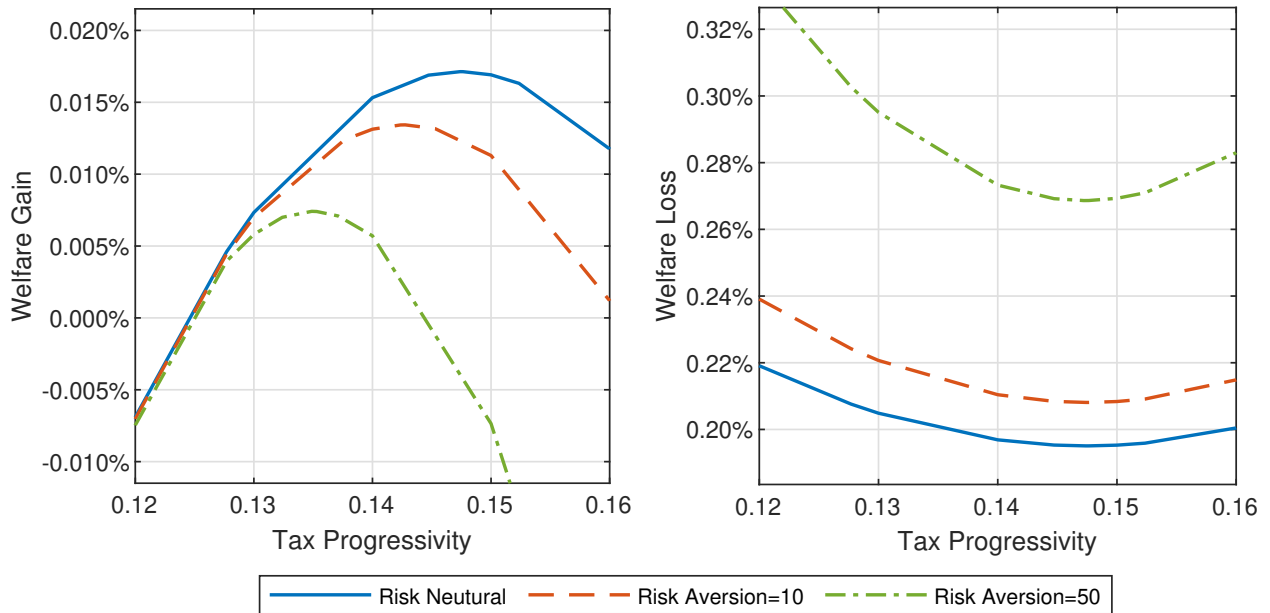 0.020%
0.015%
0.010%
0.005%
0.000%
-0.005%
-0.010%
Welfare Gain
0.12 0.13 0.14 0.15 0.16
Tax Progressivity
0.32%
0.30%
0.28%
0.26%
0.24%
0.22%
0.20%
Welfare Loss
0.12 0.13 0.14 0.15 0.16
Tax Progressivity
Risk Neutural Risk Aversion=10 Risk Aversion=50